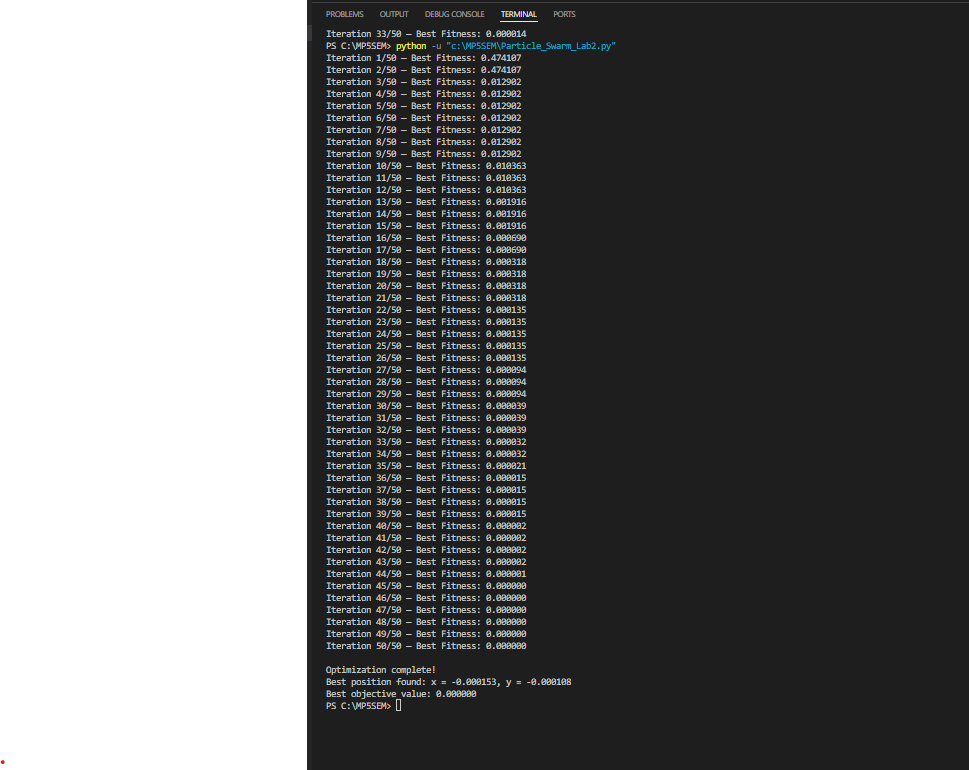 PROBLEMS OUTPUT DEBUG CONSOLE TERMINAL PORTS
Iteration 33/50 — Best Fitness: 0.000014
PS C:\MP5SEM> python -u "c:\MP5SEM\Particle_Swarm_Lab2.py"
Iteration 1/50 — Best Fitness: 0.474107
Iteration 2/50 — Best Fitness: 0.474107
Iteration 3/50 — Best Fitness: 0.012902
Iteration 4/50 — Best Fitness: 0.012902
Iteration 5/50 — Best Fitness: 0.012902
Iteration 6/50 — Best Fitness: 0.012902
Iteration 7/50 — Best Fitness: 0.012902
Iteration 8/50 — Best Fitness: 0.012902
Iteration 9/50 — Best Fitness: 0.012902
Iteration 10/50 — Best Fitness: 0.010363
Iteration 11/50 — Best Fitness: 0.010363
Iteration 12/50 — Best Fitness: 0.010363
Iteration 13/50 — Best Fitness: 0.001916
Iteration 14/50 — Best Fitness: 0.001916
Iteration 15/50 — Best Fitness: 0.001916
Iteration 16/50 — Best Fitness: 0.000690
Iteration 17/50 — Best Fitness: 0.000690
Iteration 18/50 — Best Fitness: 0.000318
Iteration 19/50 — Best Fitness: 0.000318
Iteration 20/50 — Best Fitness: 0.000318
Iteration 21/50 — Best Fitness: 0.000318
Iteration 22/50 — Best Fitness: 0.000135
Iteration 23/50 — Best Fitness: 0.000135
Iteration 24/50 — Best Fitness: 0.000135
Iteration 25/50 — Best Fitness: 0.000135
Iteration 26/50 — Best Fitness: 0.000135
Iteration 27/50 — Best Fitness: 0.000094
Iteration 28/50 — Best Fitness: 0.000094
Iteration 29/50 — Best Fitness: 0.000094
Iteration 30/50 — Best Fitness: 0.000039
Iteration 31/50 — Best Fitness: 0.000039
Iteration 32/50 — Best Fitness: 0.000039
Iteration 33/50 — Best Fitness: 0.000032
Iteration 34/50 — Best Fitness: 0.000032
Iteration 35/50 — Best Fitness: 0.000021
Iteration 36/50 — Best Fitness: 0.000015
Iteration 37/50 — Best Fitness: 0.000015
Iteration 38/50 — Best Fitness: 0.000015
Iteration 39/50 — Best Fitness: 0.000015
Iteration 40/50 — Best Fitness: 0.000002
Iteration 41/50 — Best Fitness: 0.000002
Iteration 42/50 — Best Fitness: 0.000002
Iteration 43/50 — Best Fitness: 0.000002
Iteration 44/50 — Best Fitness: 0.000001
Iteration 45/50 — Best Fitness: 0.000000
Iteration 46/50 — Best Fitness: 0.000000
Iteration 47/50 — Best Fitness: 0.000000
Iteration 48/50 — Best Fitness: 0.000000
Iteration 49/50 — Best Fitness: 0.000000
Iteration 50/50 — Best Fitness: 0.000000
Optimization complete!
Best position found: x = -0.000153, y = -0.000108
Best objective value: 0.000000
PS C:\MP5SEM>